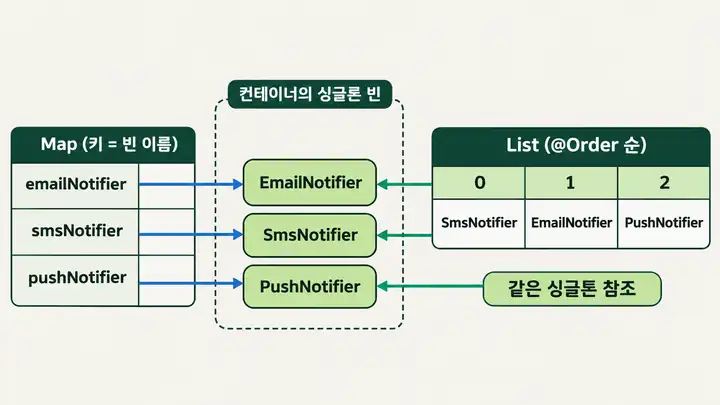 컨테이너의 싱글론 빈
Map (키 = 빈 이름)
emailNotifier
smsNotifier
pushNotifier
EmailNotifier
SmsNotifier
PushNotifier
List (@Order 순)
0 1 2
SmsNotifier EmailNotifier PushNotifier
같은 싱글톤 참조